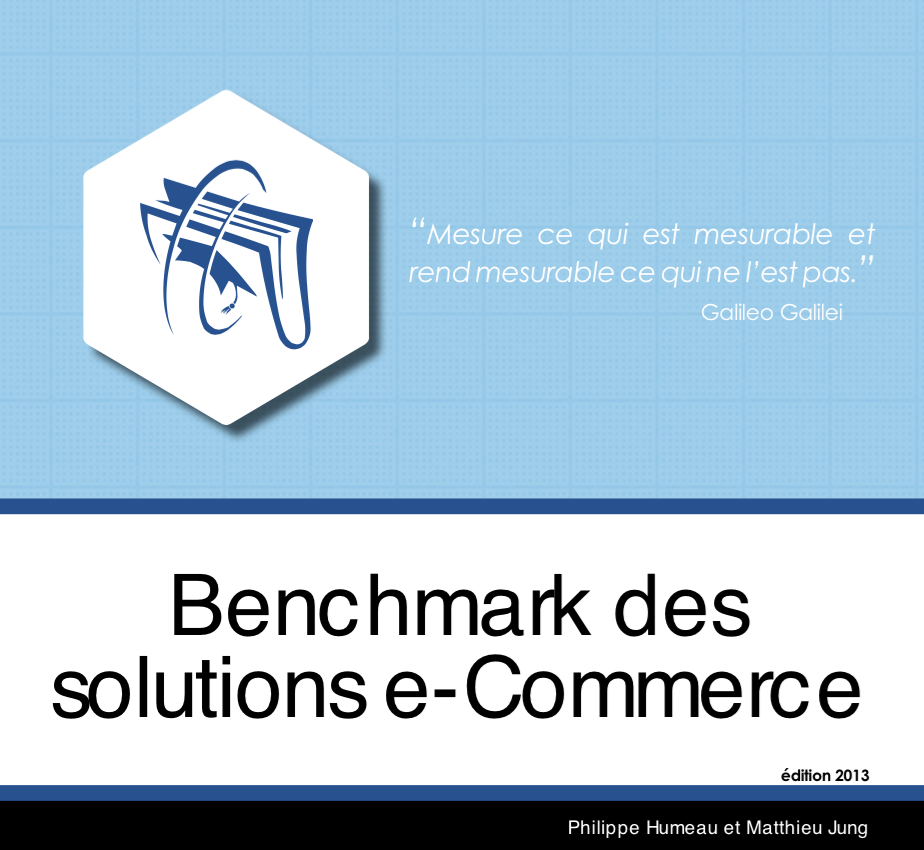 “Mesure ce qui est mesurable et
rend mesurable ce qui ne l’est pas.”
Galileo Galilei
Benchmark des
solutions e-Commerce
édition 2013
Philippe Humeau et Matthieu Jung